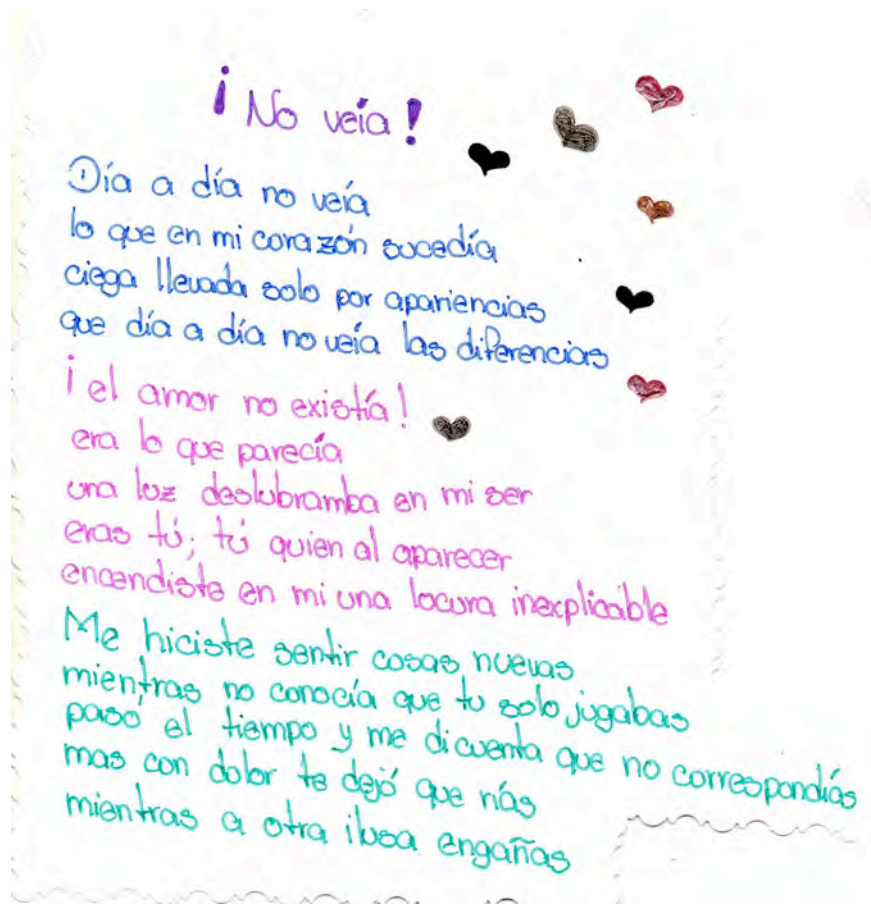 ¡No veía!
Día a día no veía
lo que en mi corazón sucedía
ciega llevada solo por apariencias
que día a día no veía las diferencias
¡el amor no existía!
era lo que parecía
una luz deslubramba en mi ser
eras tú; tú quien al aparecer
encendiste en mi una locura inexplicable
Me hiciste sentir cosas nuevas
mientras no conocía que tu solo jugabas
pasó el tiempo y me di cuenta que no correspondiás
mas con dolor te dejó que riás
mientras a otra ilusa engañas